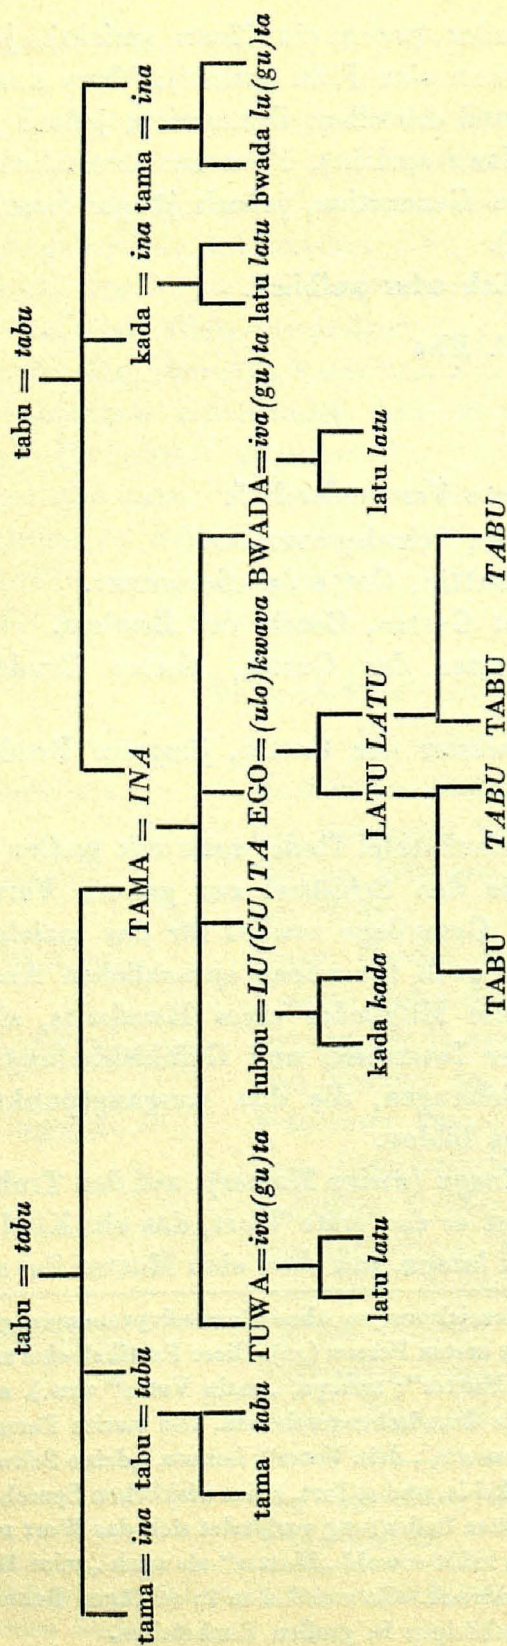 tabu = tabu tabu = tabu
tama = ina tabu = tabu TAMA = INA kada = ina tama = ina
tama tabu TUWA=iva(gu)ta lubou=LU(GU)TA EGO=(ulo)kwava BWADA=iva(gu)ta latu latu bwada lu(gu)ta
latu latu kada kada LATU LATU latu latu
TABU TABU TABU TABU